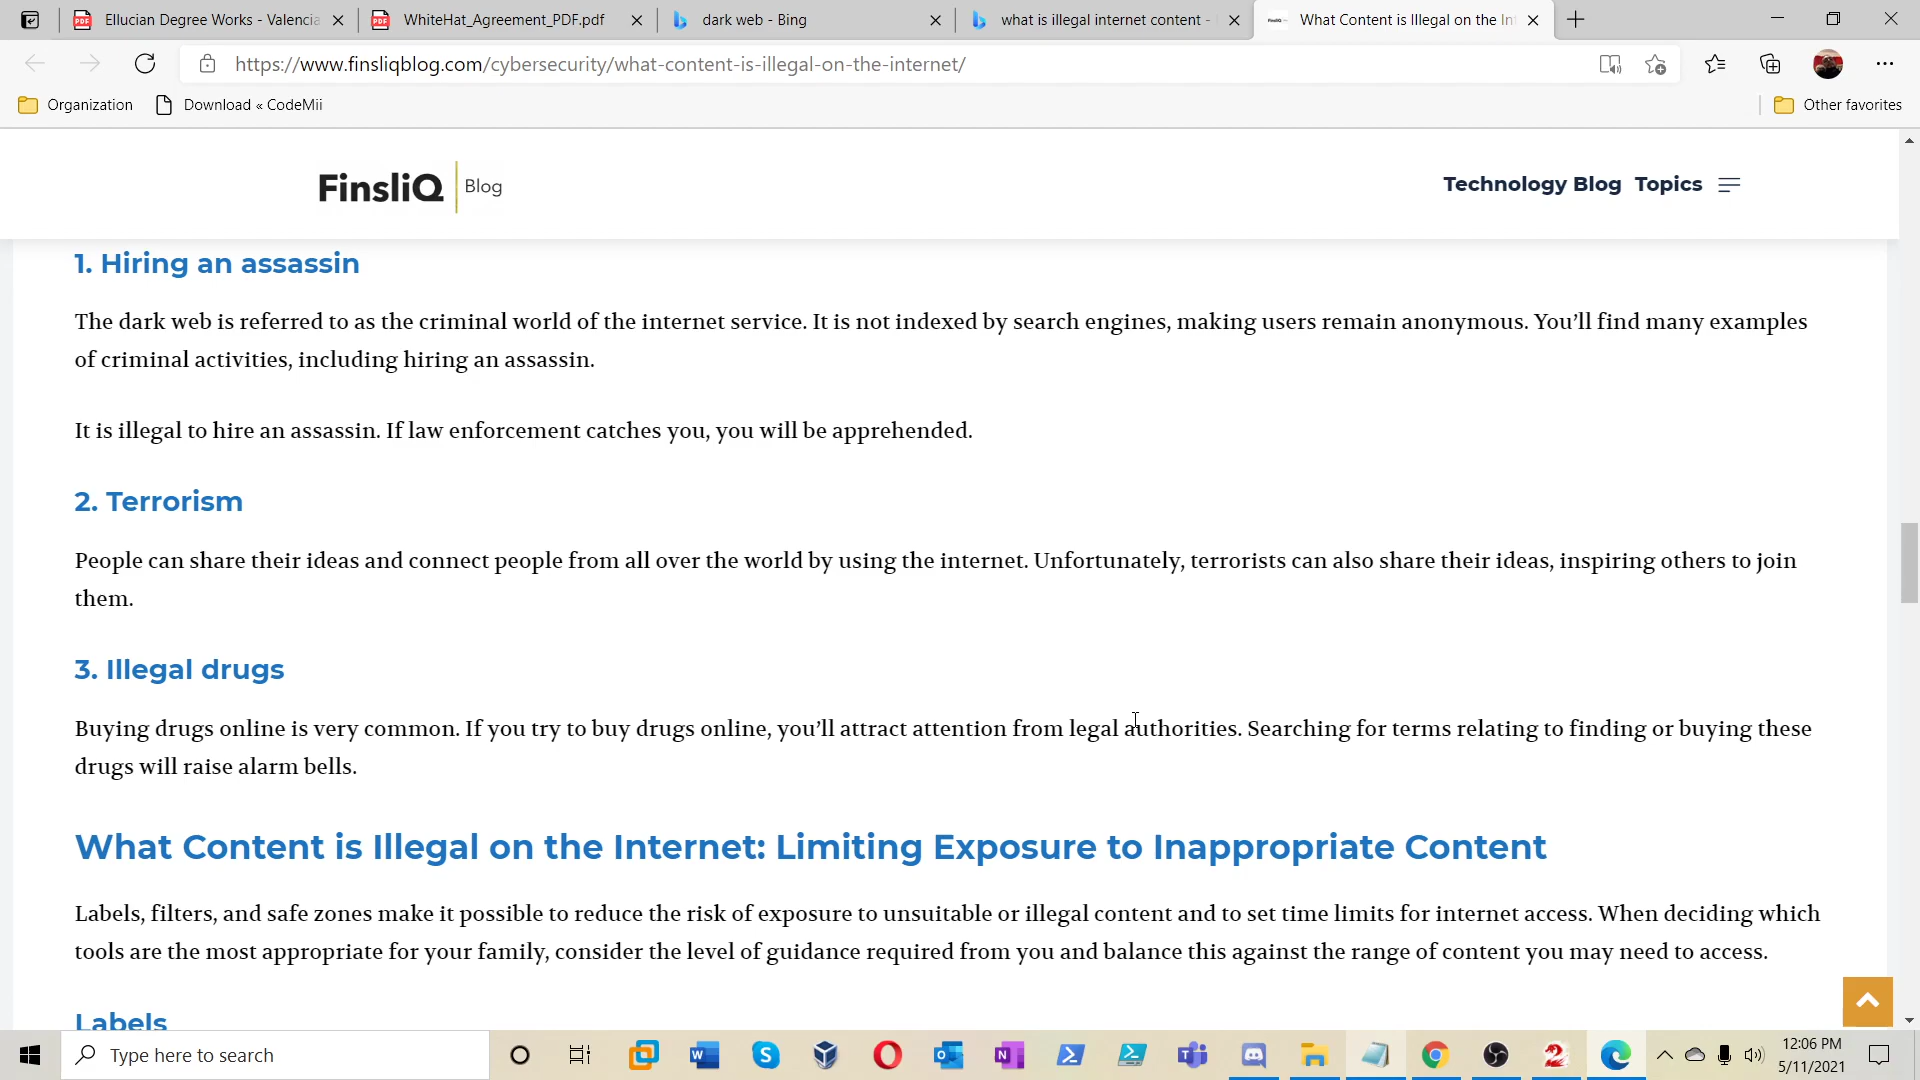 Ellucian Degree Works - Valencia
WhiteHat_Agreement_PDF.pdf
dark web - Bing
what is illegal internet content -
What Content is Illegal on the In
https://www.finsliqblog.com/cybersecurity/what-content-is-illegal-on-the-internet/
Organization
Download « CodeMii
Other favorites
FinsliQ Blog
Technology Blog Topics
1. Hiring an assassin
The dark web is referred to as the criminal world of the internet service. It is not indexed by search engines, making users remain anonymous. You’ll find many examples
of criminal activities, including hiring an assassin.
It is illegal to hire an assassin. If law enforcement catches you, you will be apprehended.
2. Terrorism
People can share their ideas and connect people from all over the world by using the internet. Unfortunately, terrorists can also share their ideas, inspiring others to join
them.
3. Illegal drugs
Buying drugs online is very common. If you try to buy drugs online, you’ll attract attention from legal authorities. Searching for terms relating to finding or buying these
drugs will raise alarm bells.
What Content is Illegal on the Internet: Limiting Exposure to Inappropriate Content
Labels, filters, and safe zones make it possible to reduce the risk of exposure to unsuitable or illegal content and to set time limits for internet access. When deciding which
tools are the most appropriate for your family, consider the level of guidance required from you and balance this against the range of content you may need to access.
Labels
Type here to search
12:06 PM
5/11/2021